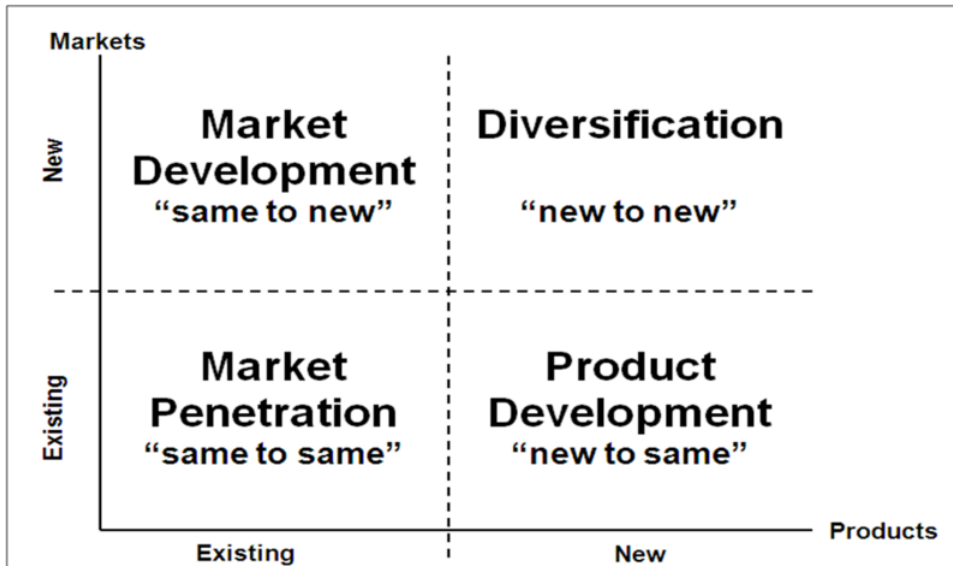 Markets
New
Market
Development
“same to new”
Diversification
“new to new”
Existing
Market
Penetration
“same to same”
Product
Development
“new to same”
Products
Existing
New